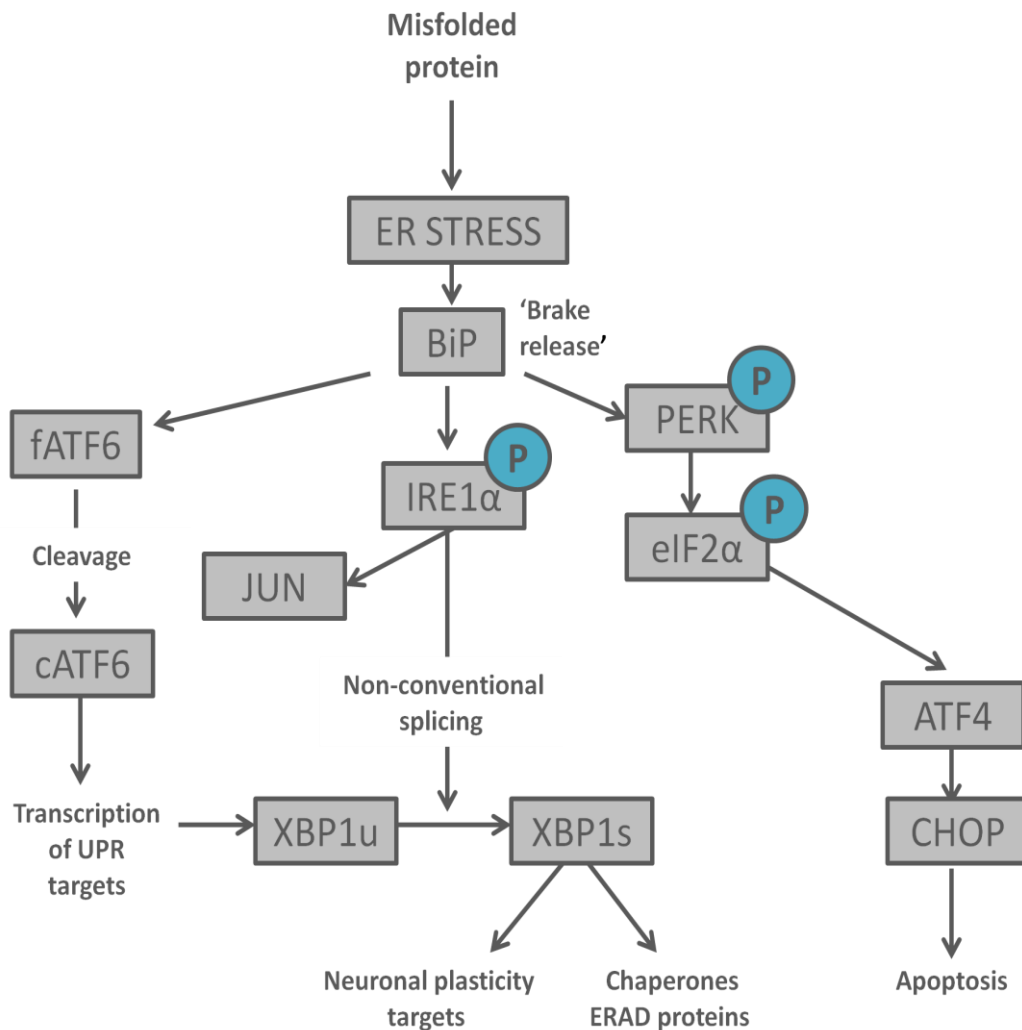 Misfolded
protein
ER STRESS
BiP
‘Brake
release’
fATF6
IRE1α
P
PERK
P
eIF2α
P
Cleavage
JUN
cATF6
Non-conventional
splicing
ATF4
Transcription
of UPR
targets
XBP1u
XBP1s
CHOP
Neuronal plasticity
targets
Chaperones
ERAD proteins
Apoptosis